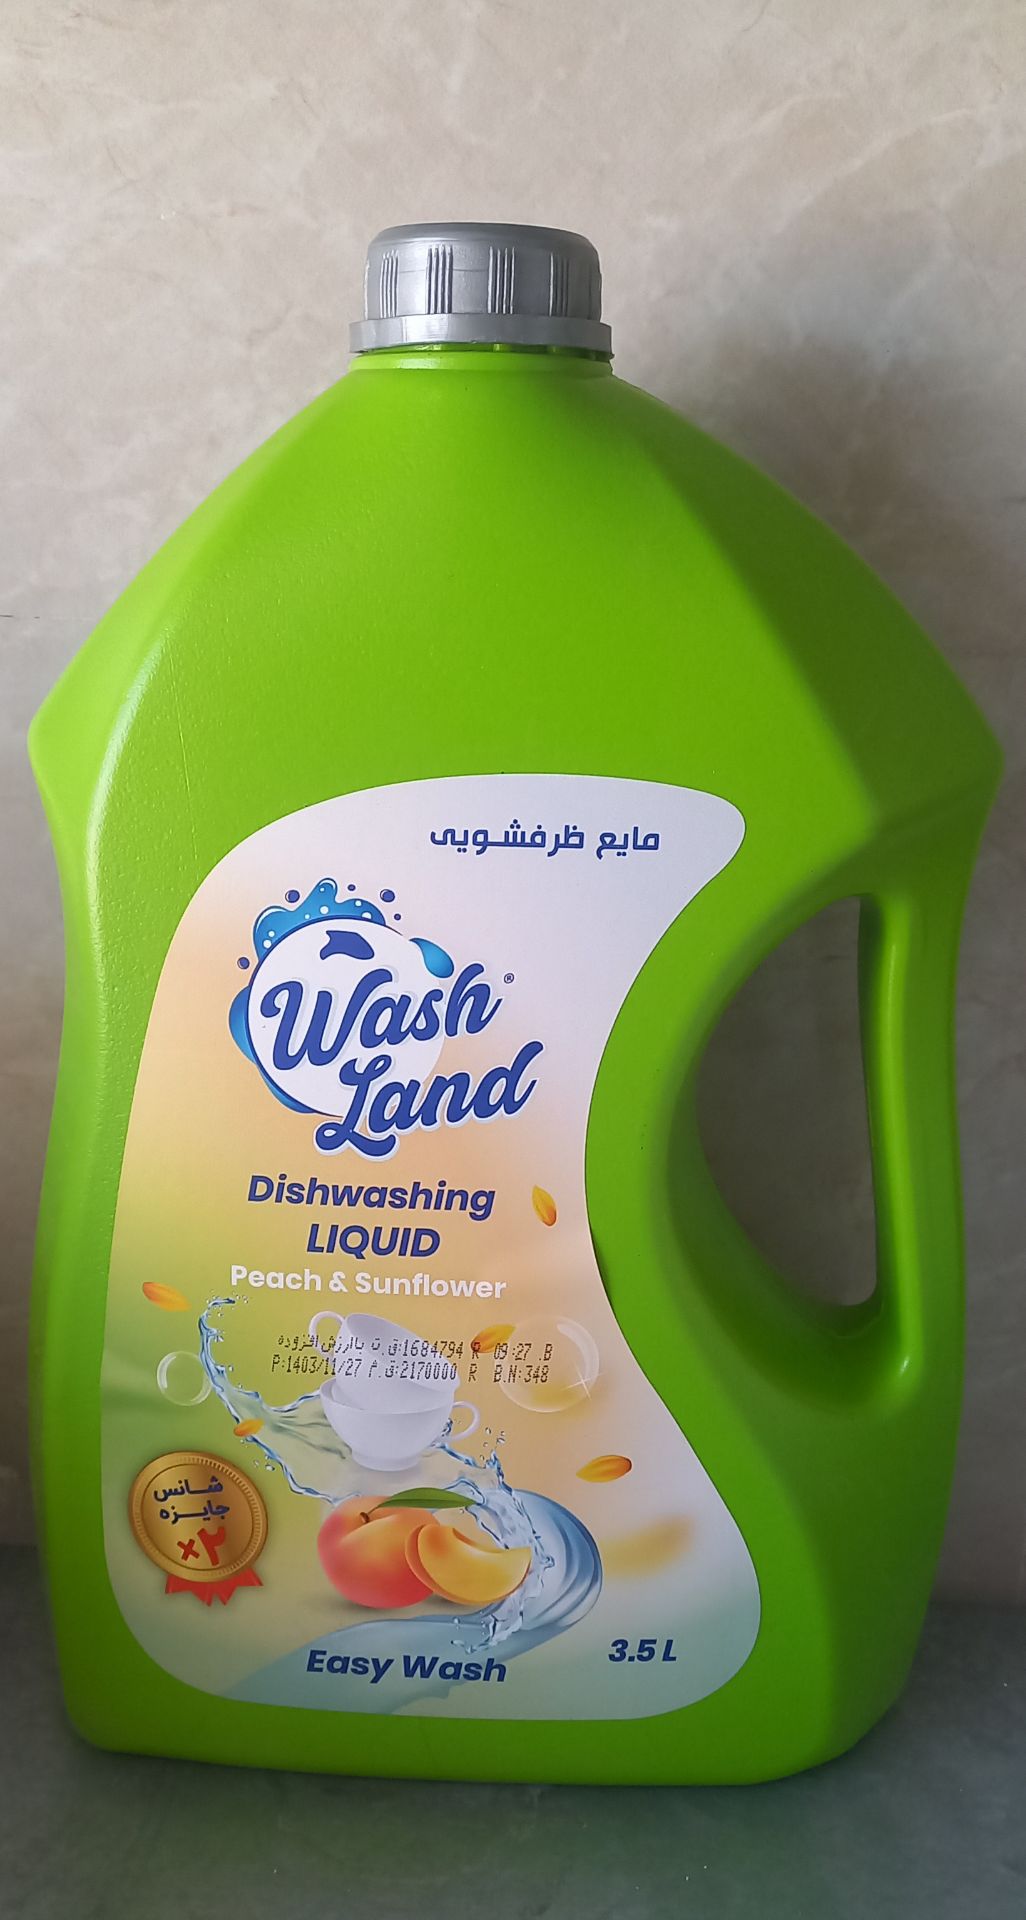 مایع ظرفشویی
Wash®
Land
Dishwashing
LIQUID
Peach & Sunflower
ق.ت باارزش افزوده:1684794 R 09:27 .B
P:1403/11/27 ق.م:2170000 R B.N:348
شانس
جایزه
×۲
Easy Wash
3.5 L